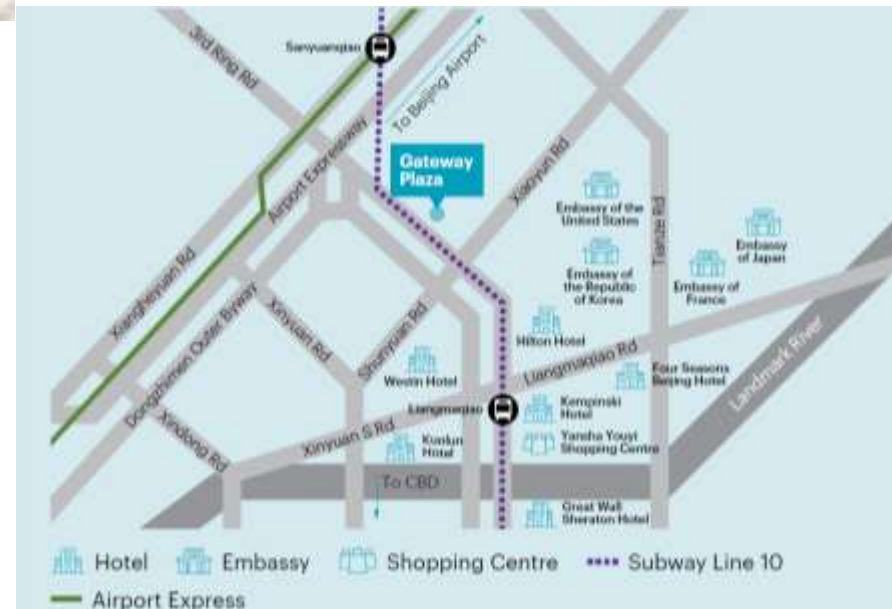 Sanyuanqiao
3rd Ring Rd
To Beijing Airport
Airport Expressway
Gateway
Plaza
Xiaoyun Rd
Embassy of the
United States
Tianze Rd
Embassy
of Japan
Embassy of
the Republic
of Korea
Embassy of
France
Xiangheyuan Rd
Dongzhimen Outer Byway
Xinyuan Rd
Shunyuan Rd
Hilton Hotel
Liangmaqiao Rd
Landmark River
Westin Hotel
Four Seasons
Beijing Hotel
Liangmaqiao
Kempinski
Hotel
Xindong Rd
Xinyuan S Rd
Kunlun
Hotel
Yansha Youyi
Shopping Centre
To CBD
Great Wall
Sheraton Hotel
Hotel
Embassy
Shopping Centre
Subway Line 10
Airport Express